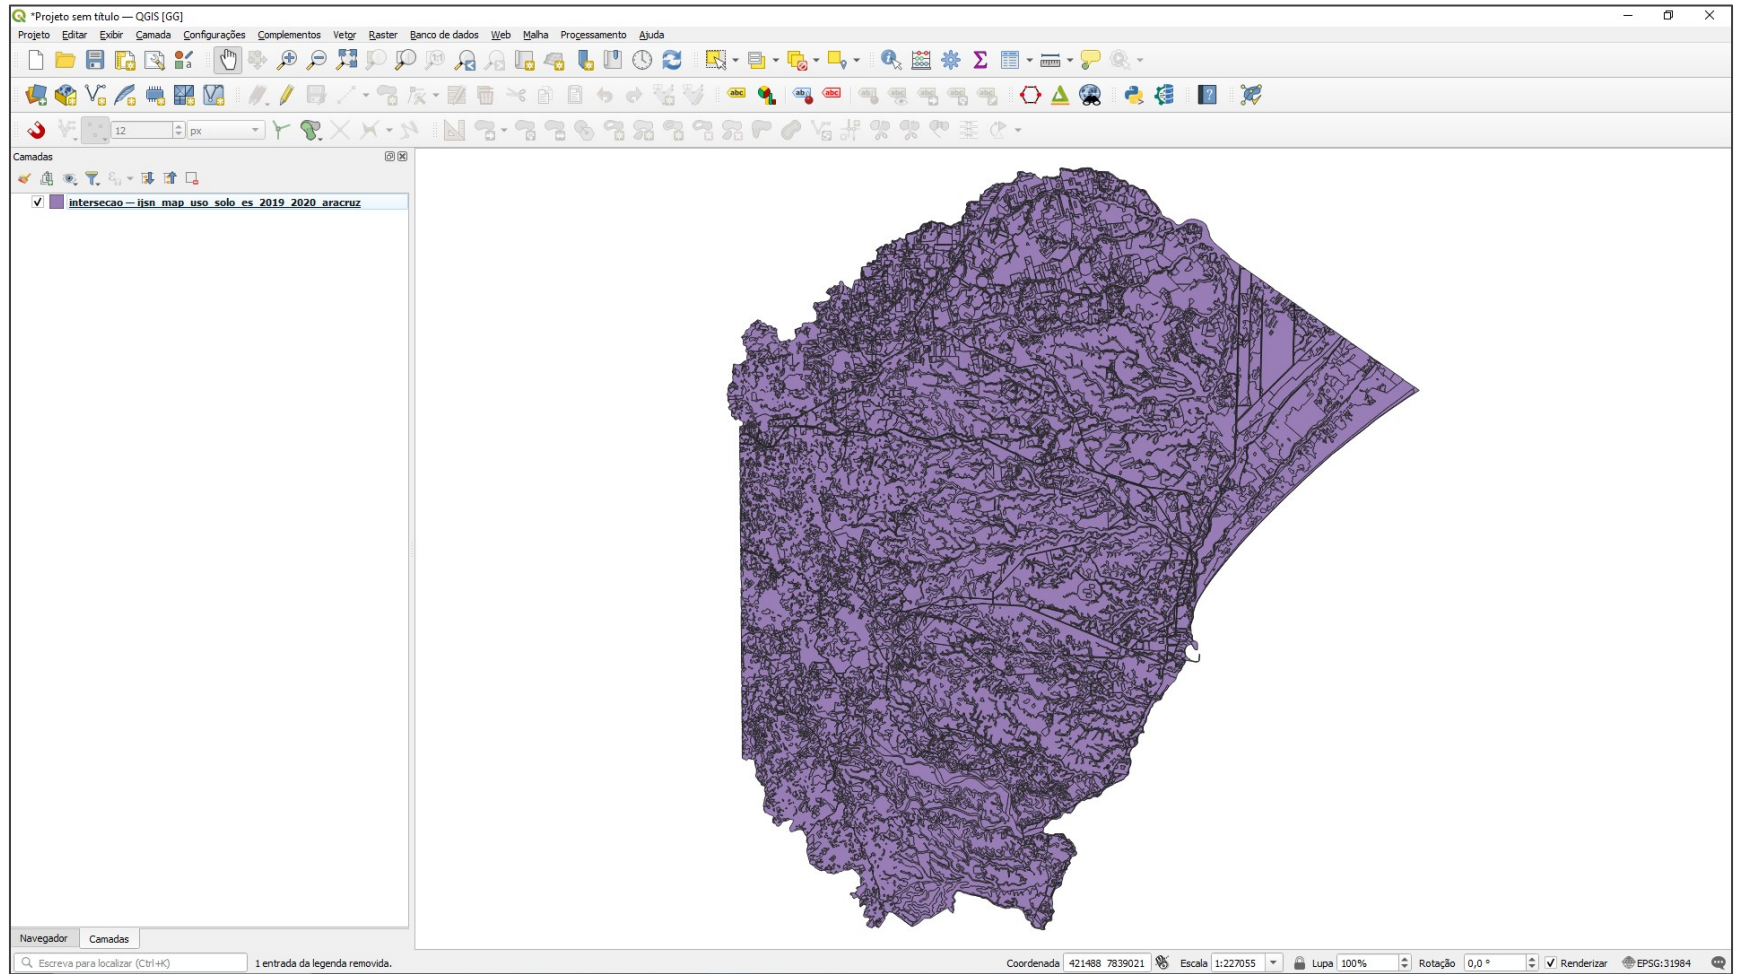 *Projeto sem título — QGIS [GG]
Projeto Editar Exibir Camada Configurações Complementos Vetor Raster Banco de dados Web Malha Processamento Ajuda
12 px
Camadas
intersecao — ijsn_map_uso_solo_es_2019_2020_aracruz
Navegador Camadas
Escreva para localizar (Ctrl+K) 1 entrada da legenda removida. Coordenada 421488 7839021 Escala 1:227055 Lupa 100% Rotação 0,0 ° Renderizar EPSG:31984